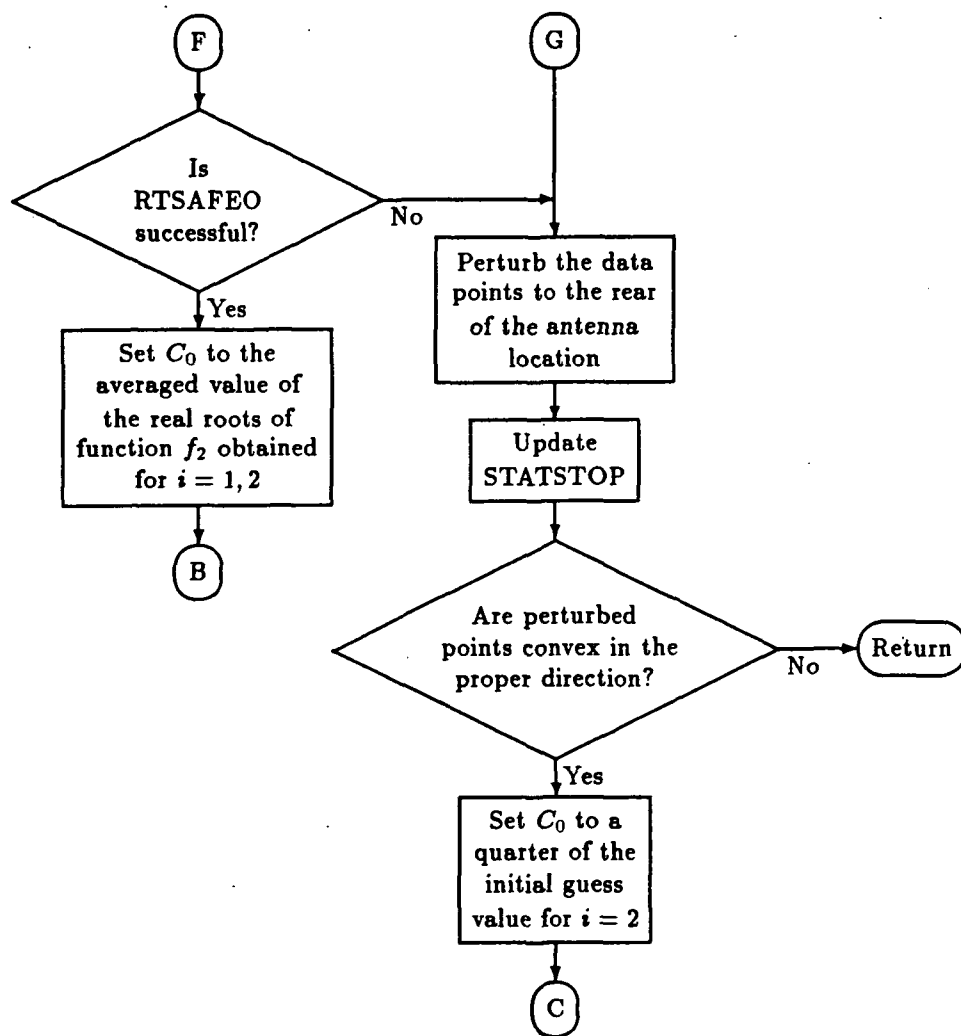 F
G
Is
RTSAFEO
successful?
No
Yes
Set C₀ to the
averaged value of
the real roots of
function f₂ obtained
for i = 1, 2
B
Perturb the data
points to the rear
of the antenna
location
Update
STATSTOP
Are perturbed
points convex in the
proper direction?
No
Return
Yes
Set C₀ to a
quarter of the
initial guess
value for i = 2
C